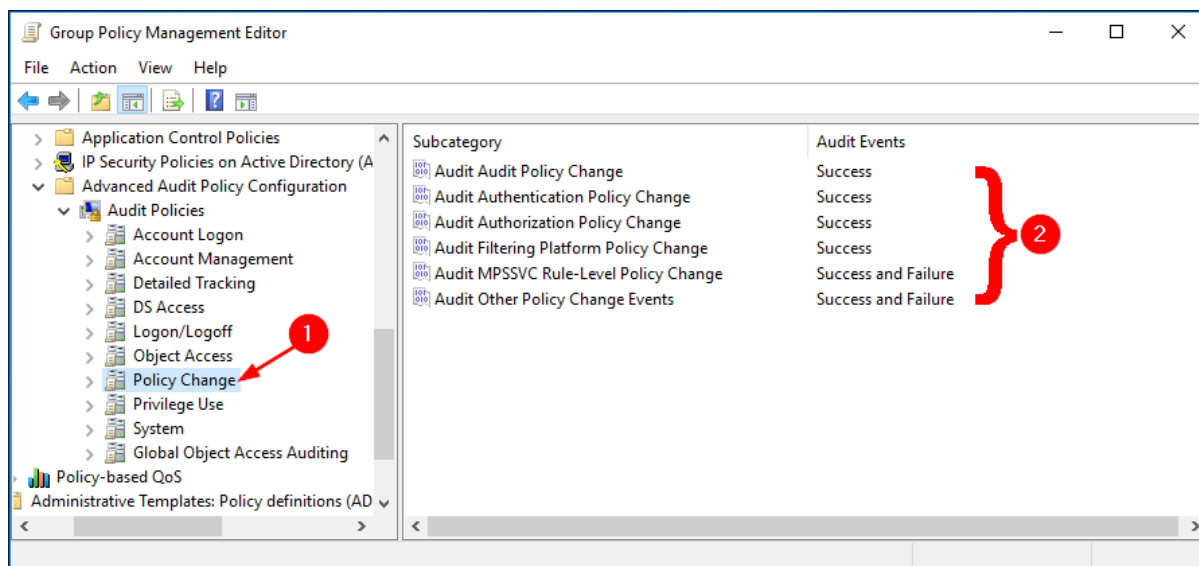 Group Policy Management Editor
File Action View Help
Application Control Policies
IP Security Policies on Active Directory (A
Advanced Audit Policy Configuration
Audit Policies
Account Logon
Account Management
Detailed Tracking
DS Access
Logon/Logoff
Object Access
Policy Change
Privilege Use
System
Global Object Access Auditing
Policy-based QoS
Administrative Templates: Policy definitions (AD
1
Subcategory Audit Events
Audit Audit Policy Change Success
Audit Authentication Policy Change Success
Audit Authorization Policy Change Success
Audit Filtering Platform Policy Change Success
Audit MPSSVC Rule-Level Policy Change Success and Failure
Audit Other Policy Change Events Success and Failure
2